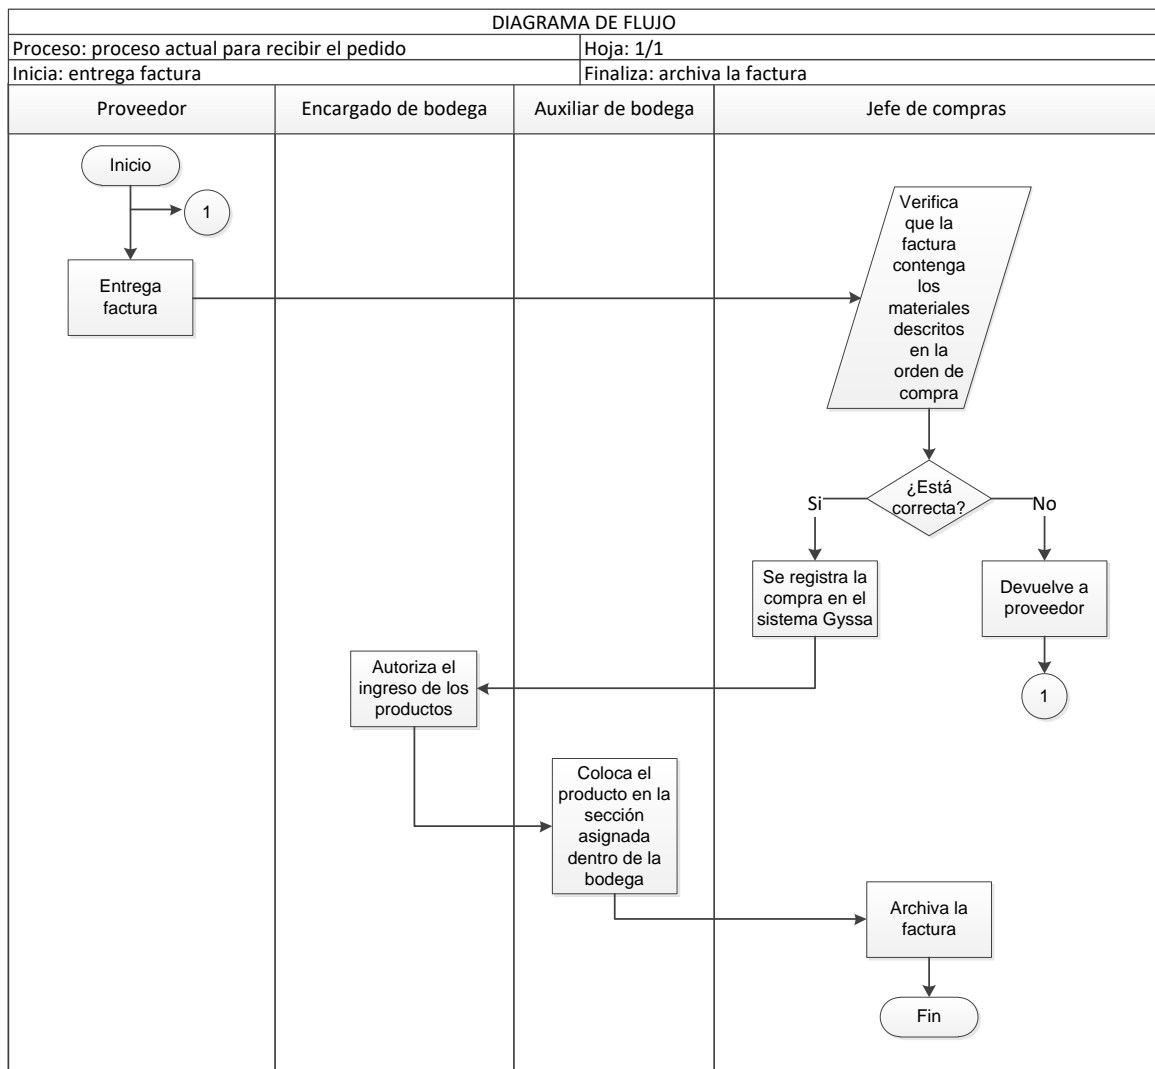 DIAGRAMA DE FLUJO
Proceso: proceso actual para recibir el pedido
Hoja: 1/1
Inicia: entrega factura
Finaliza: archiva la factura
Proveedor
Encargado de bodega
Auxiliar de bodega
Jefe de compras
Inicio
1
Entrega
factura
Verifica
que la
factura
contenga
los
materiales
descritos
en la
orden de
compra
¿Está
correcta?
Si
No
Se registra la
compra en el
sistema Gyssa
Devuelve a
proveedor
1
Autoriza el
ingreso de los
productos
Coloca el
producto en la
sección
asignada
dentro de la
bodega
Archiva la
factura
Fin